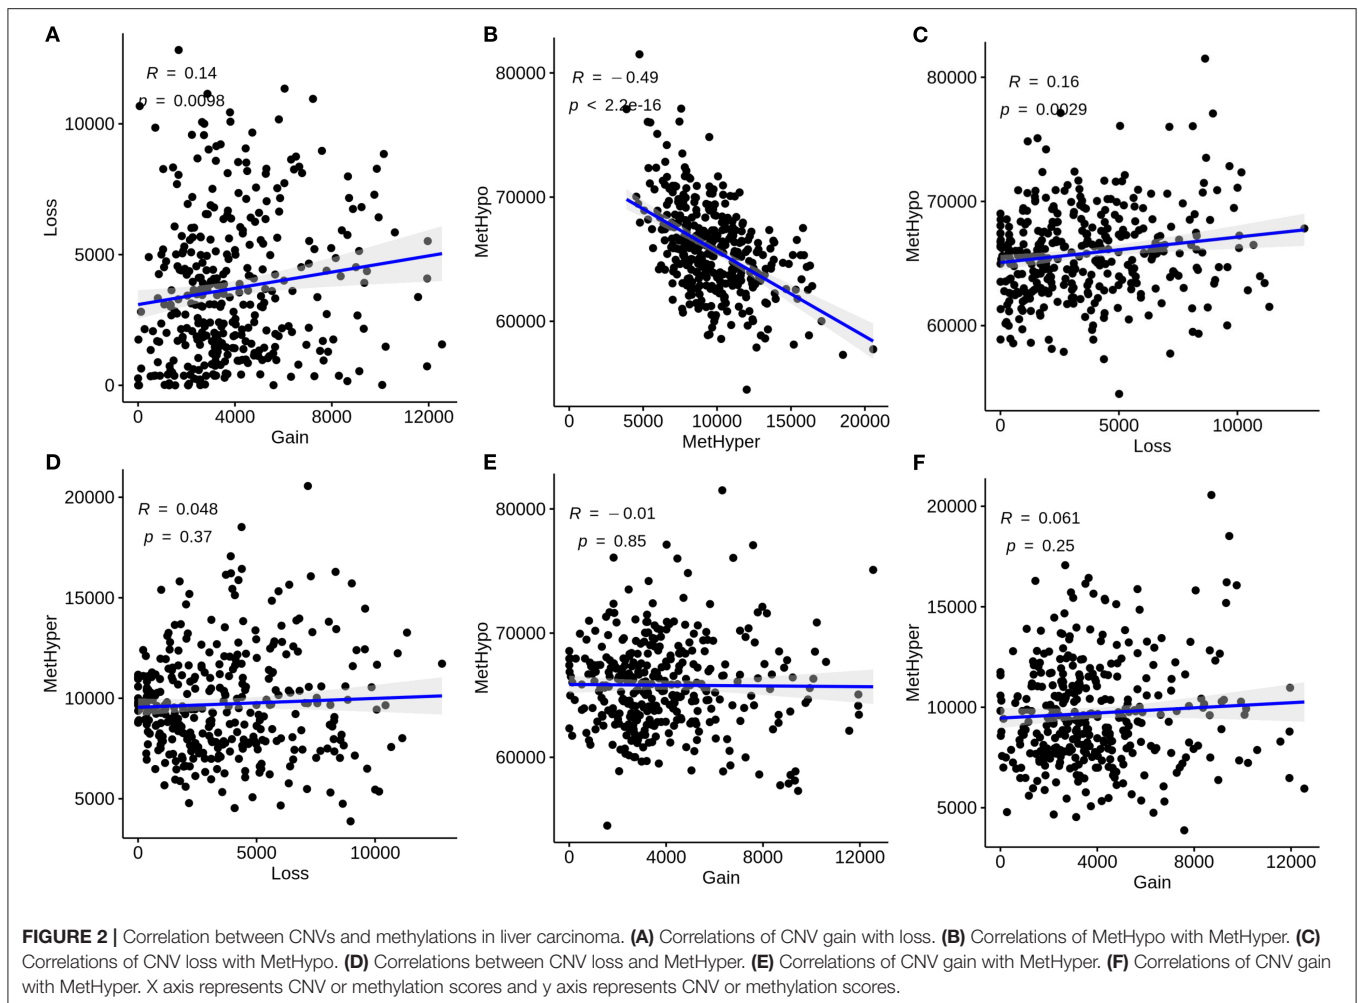 A
R = 0.14
p = 0.0098
Loss
10000
5000
0
0 4000 8000 12000
Gain
B
R = −0.49
p < 2.2e-16
MetHypo
80000
70000
60000
0 5000 10000 15000 20000
MetHyper
C
R = 0.16
p = 0.0029
MetHypo
80000
70000
60000
0 5000 10000
Loss
D
R = 0.048
p = 0.37
MetHyper
20000
15000
10000
5000
0 5000 10000
Loss
E
R = −0.01
p = 0.85
MetHypo
80000
70000
60000
0 4000 8000 12000
Gain
F
R = 0.061
p = 0.25
MetHyper
20000
15000
10000
5000
0 4000 8000 12000
Gain
FIGURE 2 | Correlation between CNVs and methylations in liver carcinoma. (A) Correlations of CNV gain with loss. (B) Correlations of MetHypo with MetHyper. (C)
Correlations of CNV loss with MetHypo. (D) Correlations between CNV loss and MetHyper. (E) Correlations of CNV gain with MetHyper. (F) Correlations of CNV gain
with MetHyper. X axis represents CNV or methylation scores and y axis represents CNV or methylation scores.